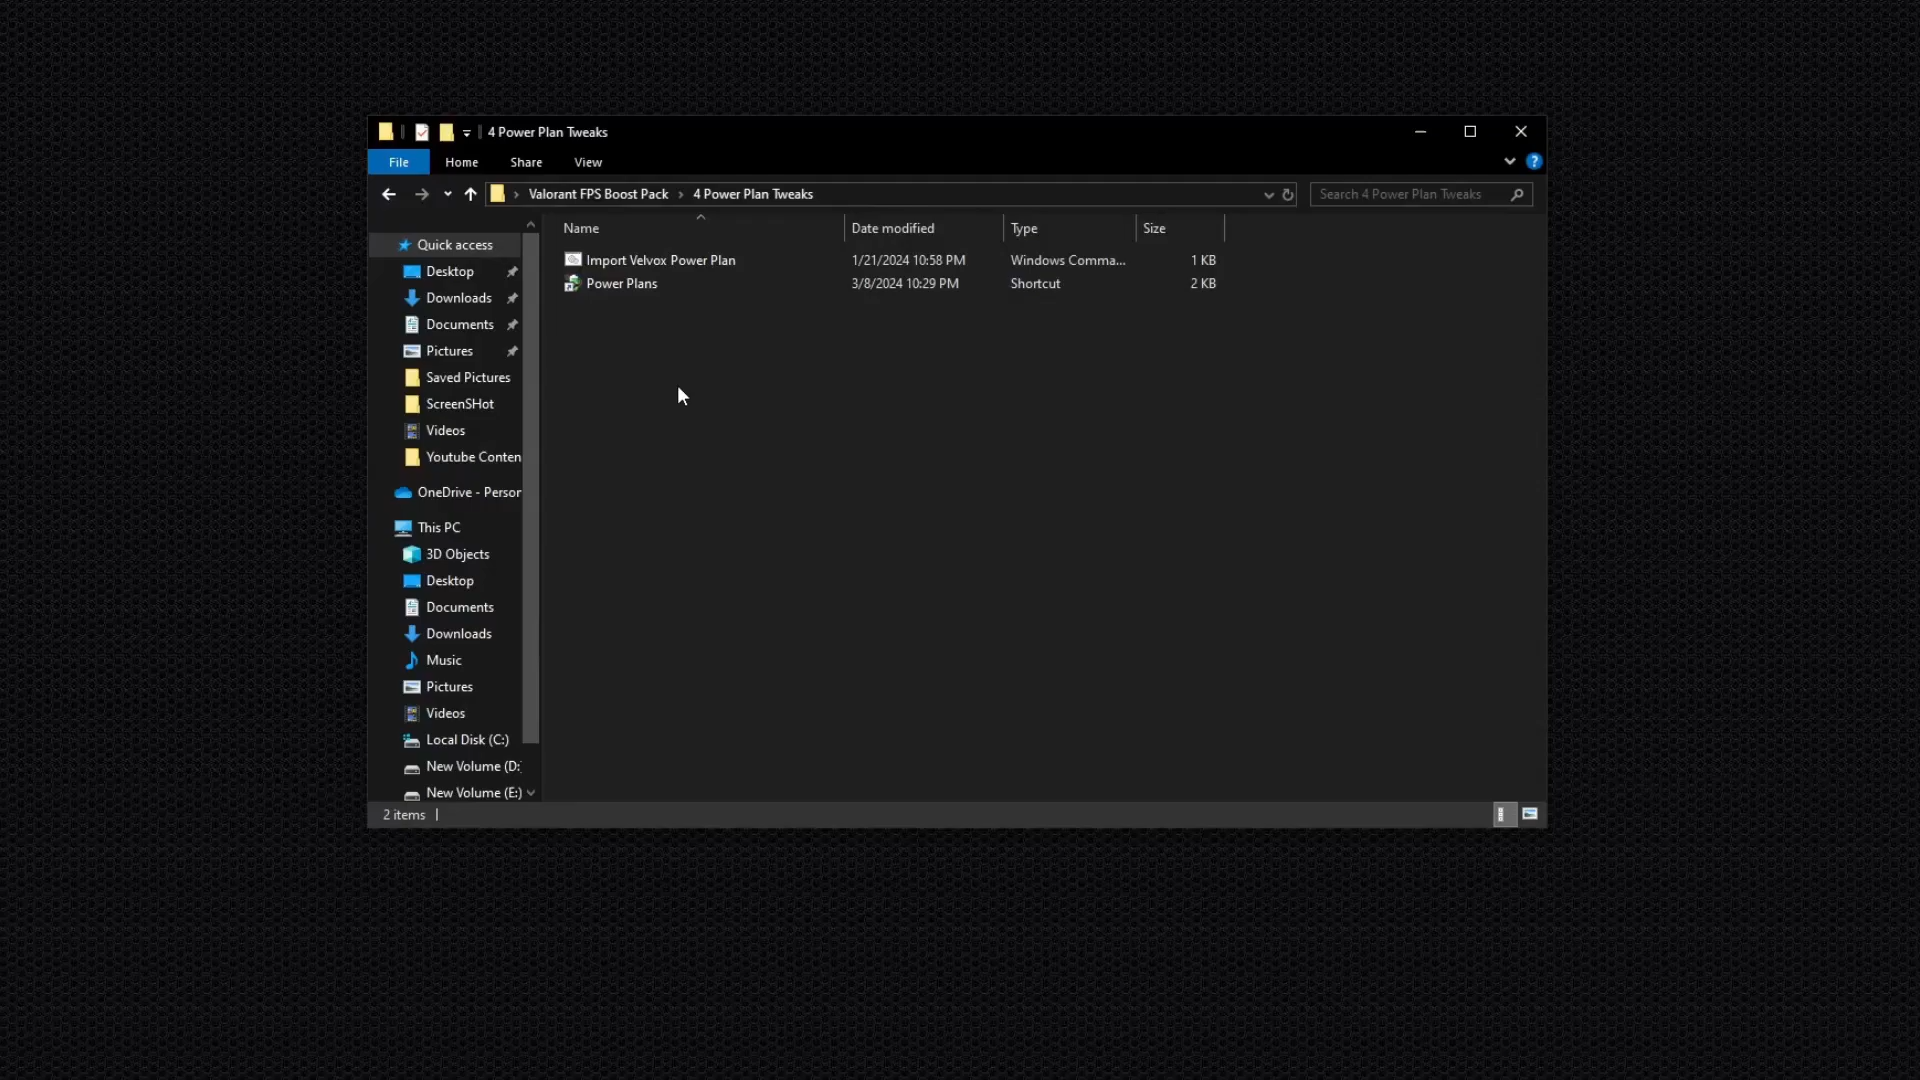 4 Power Plan Tweaks
File Home Share View
Valorant FPS Boost Pack 4 Power Plan Tweaks Search 4 Power Plan Tweaks
Name Date modified Type Size
Import Velvox Power Plan 1/21/2024 10:58 PM Windows Comma... 1 KB
Power Plans 3/8/2024 10:29 PM Shortcut 2 KB
Quick access
Desktop
Downloads
Documents
Pictures
Saved Pictures
ScreenSHot
Videos
Youtube Conten
OneDrive - Person
This PC
3D Objects
Desktop
Documents
Downloads
Music
Pictures
Videos
Local Disk (C:)
New Volume (D:
New Volume (E:)
2 items